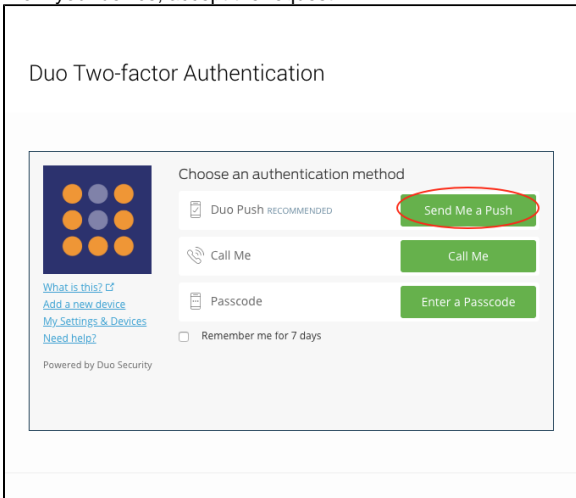 Duo Two-factor Authentication
Choose an authentication method
Duo Push RECOMMENDED
Send Me a Push
Call Me
Call Me
Passcode
Enter a Passcode
Remember me for 7 days
What is this?
Add a new device
My Settings & Devices
Need help?
Powered by Duo Security